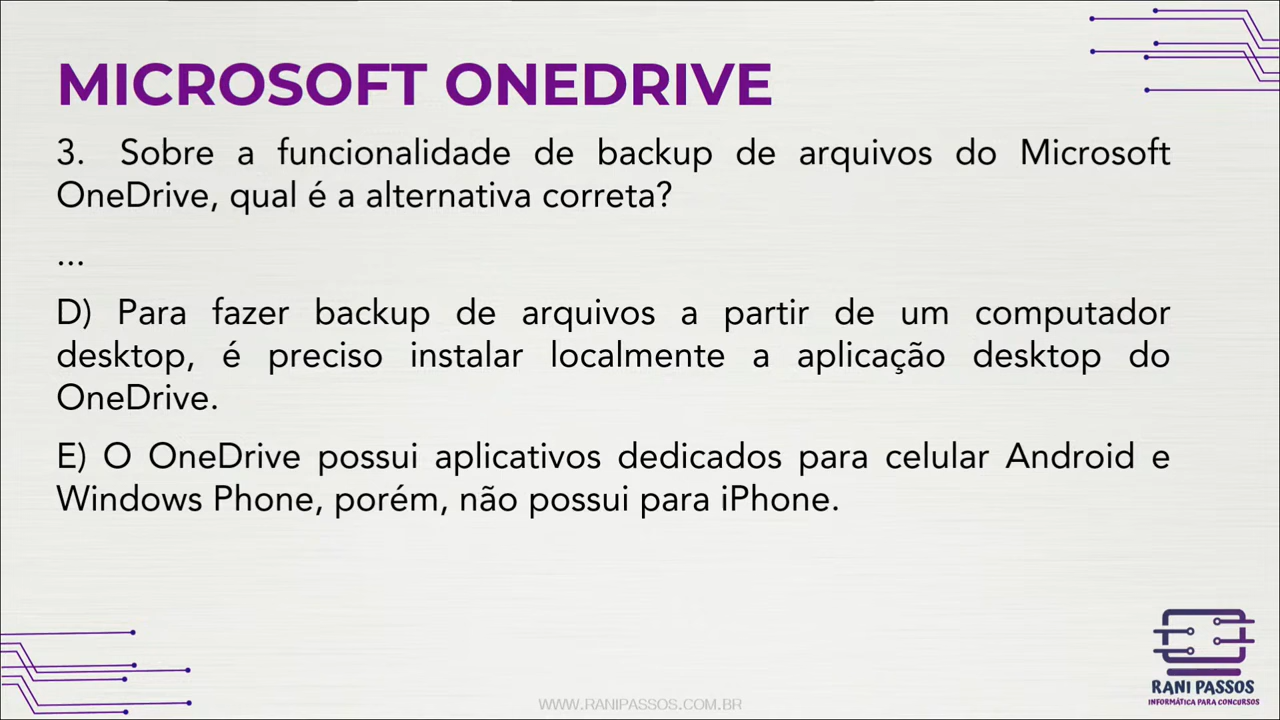 MICROSOFT ONEDRIVE
3. Sobre a funcionalidade de backup de arquivos do Microsoft
OneDrive, qual é a alternativa correta?
...
D) Para fazer backup de arquivos a partir de um computador
desktop, é preciso instalar localmente a aplicação desktop do
OneDrive.
E) O OneDrive possui aplicativos dedicados para celular Android e
Windows Phone, porém, não possui para iPhone.
RANI PASSOS
INFORMÁTICA PARA CONCURSOS
WWW.RANIPASSOS.COM.BR